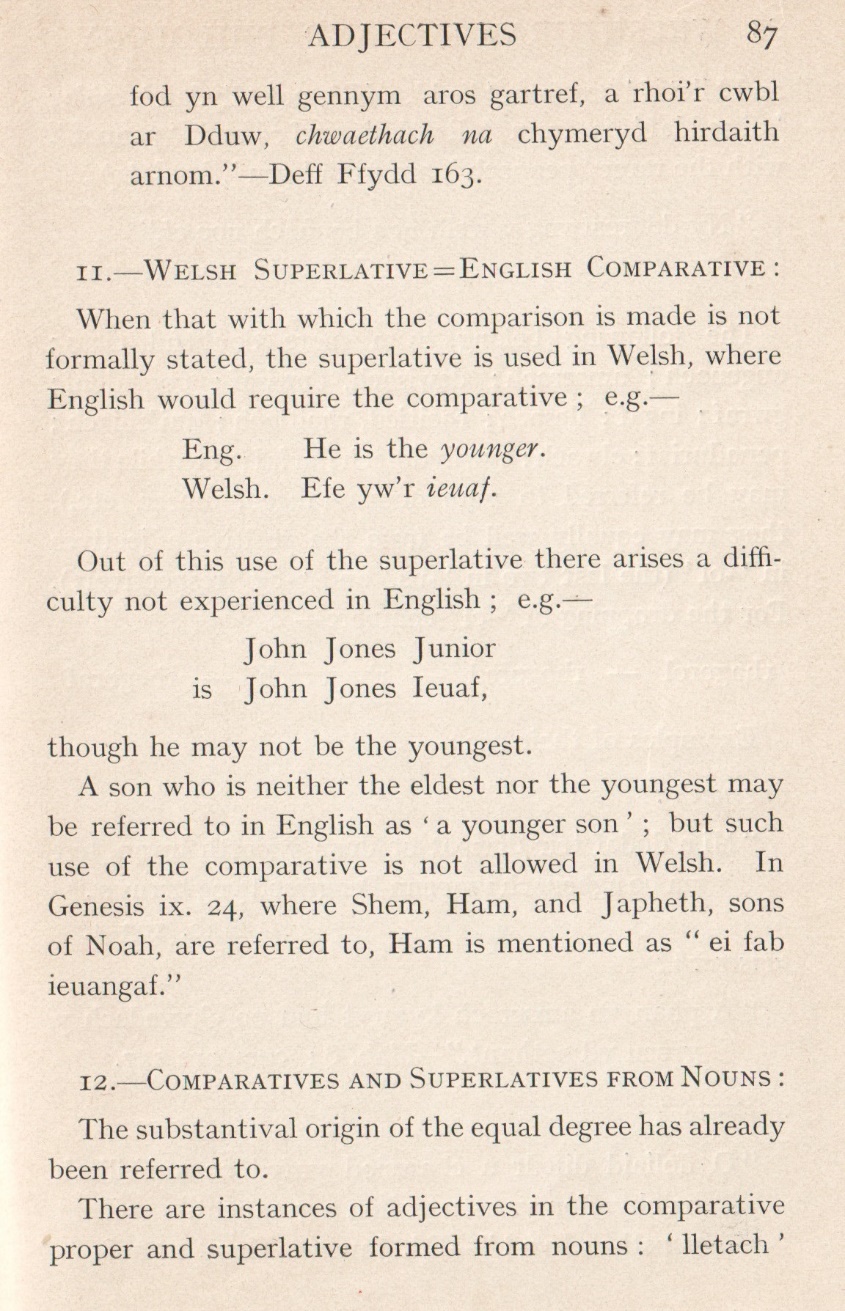 ADJECTIVES 87
fod yn well gennym aros gartref, a rhoi'r cwbl
ar Dduw, chwaethach na chymeryd hirdaith
arnom.”—Deff Ffydd 163.
11.—WELSH SUPERLATIVE=ENGLISH COMPARATIVE :
When that with which the comparison is made is not
formally stated, the superlative is used in Welsh, where
English would require the comparative ; e.g.—
Eng. He is the younger.
Welsh. Efe yw'r ieuaf.
Out of this use of the superlative there arises a diffi-
culty not experienced in English ; e.g.—
John Jones Junior
is John Jones Ieuaf,
though he may not be the youngest.
A son who is neither the eldest nor the youngest may
be referred to in English as ‘ a younger son ’ ; but such
use of the comparative is not allowed in Welsh. In
Genesis ix. 24, where Shem, Ham, and Japheth, sons
of Noah, are referred to, Ham is mentioned as “ ei fab
ieuangaf.”
12.—COMPARATIVES AND SUPERLATIVES FROM NOUNS :
The substantival origin of the equal degree has already
been referred to.
There are instances of adjectives in the comparative
proper and superlative formed from nouns : ‘ lletach ’